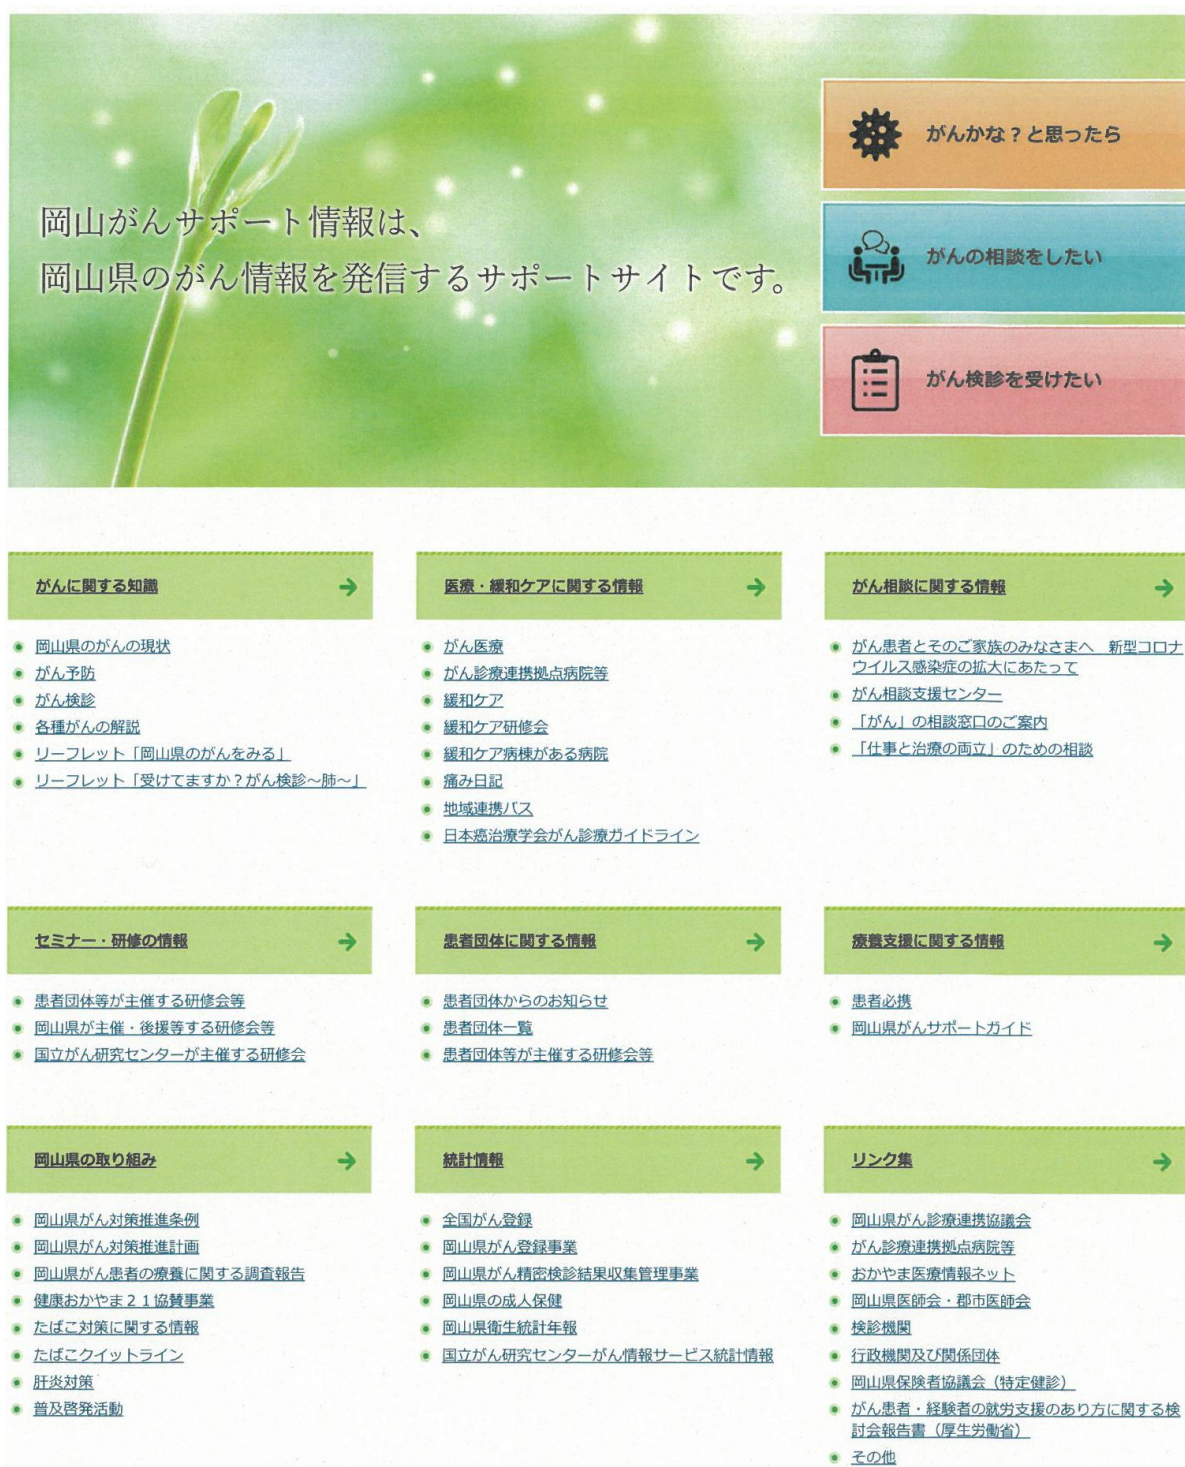 岡山がんサポート情報は、
岡山県のがん情報を発信するサポートサイトです。
がんかな？と思ったら
がんの相談をしたい
がん検診を受けたい
がんに関する知識
岡山県のがんの現状
がん予防
がん検診
各種がんの解説
リーフレット「岡山県のがんをみる」
リーフレット「受けてますか？がん検診～肺～」
医療・緩和ケアに関する情報
がん医療
がん診療連携拠点病院等
緩和ケア
緩和ケア研修会
緩和ケア病棟がある病院
痛み日記
地域連携パス
日本癌治療学会がん診療ガイドライン
がん相談に関する情報
がん患者とそのご家族のみなさまへ　新型コロナ
ウイルス感染症の拡大にあたって
がん相談支援センター
「がん」の相談窓口のご案内
「仕事と治療の両立」のための相談
セミナー・研修の情報
患者団体等が主催する研修会等
岡山県が主催・後援等する研修会等
国立がん研究センターが主催する研修会
患者団体に関する情報
患者団体からのお知らせ
患者団体一覧
患者団体等が主催する研修会等
療養支援に関する情報
患者必携
岡山県がんサポートガイド
岡山県の取り組み
岡山県がん対策推進条例
岡山県がん対策推進計画
岡山県がん患者の療養に関する調査報告
健康おかやま２１協賛事業
たばこ対策に関する情報
たばこクイットライン
肝炎対策
普及啓発活動
統計情報
全国がん登録
岡山県がん登録事業
岡山県がん精密検診結果収集管理事業
岡山県の成人保健
岡山県衛生統計年報
国立がん研究センターがん情報サービス統計情報
リンク集
岡山県がん診療連携協議会
がん診療連携拠点病院等
おかやま医療情報ネット
岡山県医師会・郡市医師会
検診機関
行政機関及び関係団体
岡山県保険者協議会（特定健診）
がん患者・経験者の就労支援のあり方に関する検
討会報告書（厚生労働省）
その他